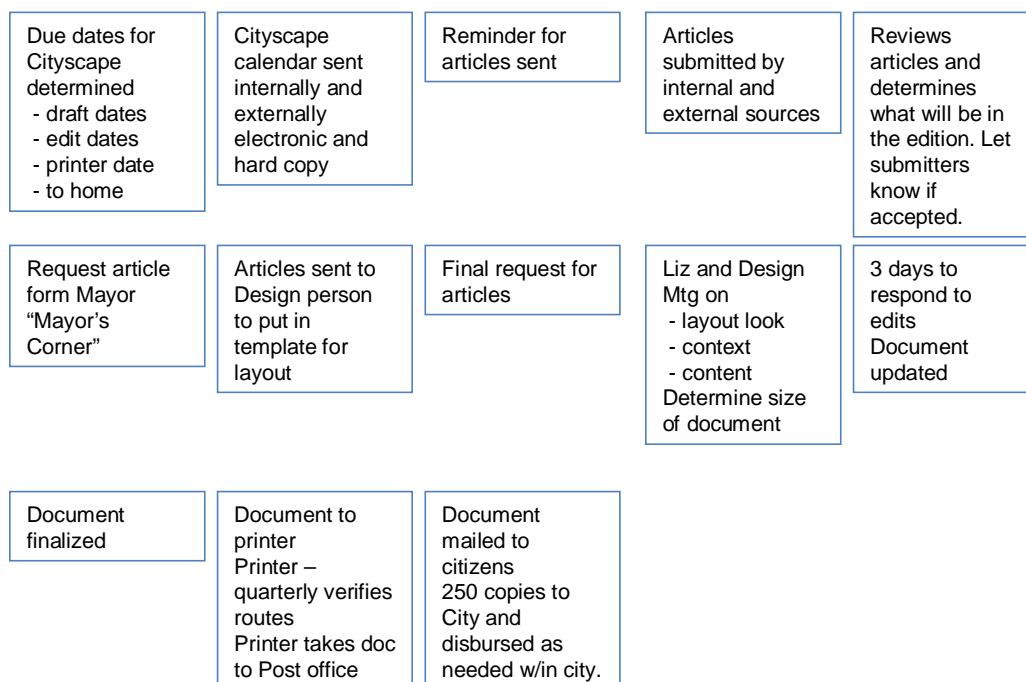 Due dates for
Cityscape
determined
- draft dates
- edit dates
- printer date
- to home
Cityscape
calendar sent
internally and
externally
electronic and
hard copy
Reminder for
articles sent
Articles
submitted by
internal and
external sources
Reviews
articles and
determines
what will be in
the edition. Let
submitters
know if
accepted.
Request article
form Mayor
“Mayor’s
Corner”
Articles sent to
Design person
to put in
template for
layout
Final request for
articles
Liz and Design
Mtg on
- layout look
- context
- content
Determine size
of document
3 days to
respond to
edits
Document
updated
Document
finalized
Document to
printer
Printer –
quarterly verifies
routes
Printer takes doc
to Post office
Document
mailed to
citizens
250 copies to
City and
disbursed as
needed w/in city.